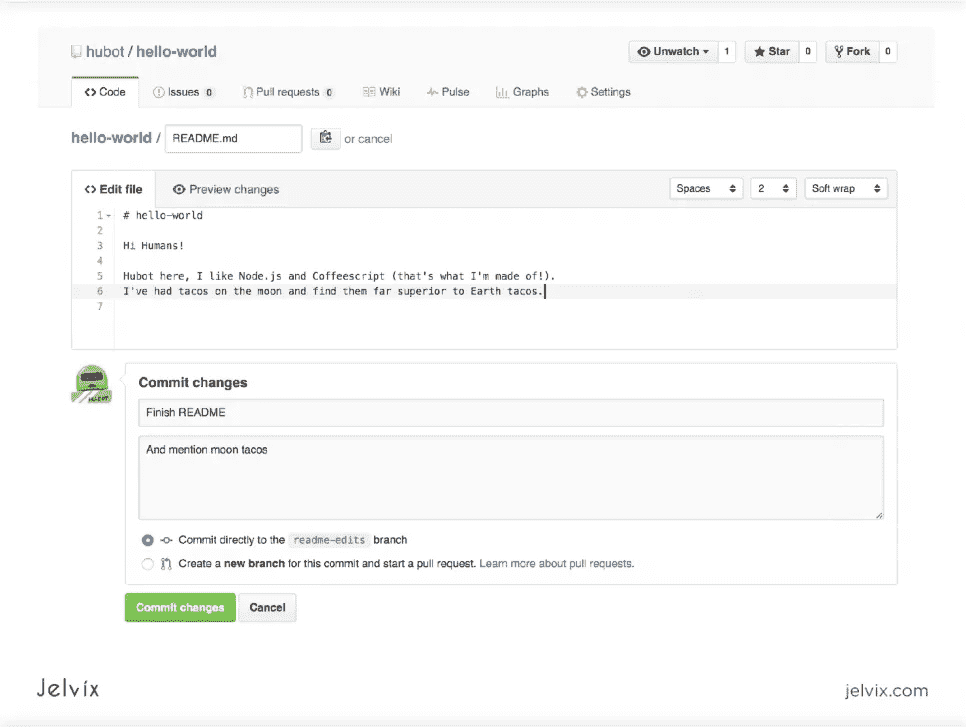 hubot / hello-world
Unwatch 1 Star 0 Fork 0
Code Issues 0 Pull requests 0 Wiki Pulse Graphs Settings
hello-world / README.md or cancel
<> Edit file Preview changes Spaces 2 Soft wrap
1 # hello-world
2
3 Hi Humans!
4
5 Hubot here, I like Node.js and Coffeescript (that's what I'm made of!).
6 I've had tacos on the moon and find them far superior to Earth tacos.
7
Commit changes
Finish README
And mention moon tacos
Commit directly to the readme-edits branch
Create a new branch for this commit and start a pull request. Learn more about pull requests.
Commit changes Cancel
Jelvix jelvix.com